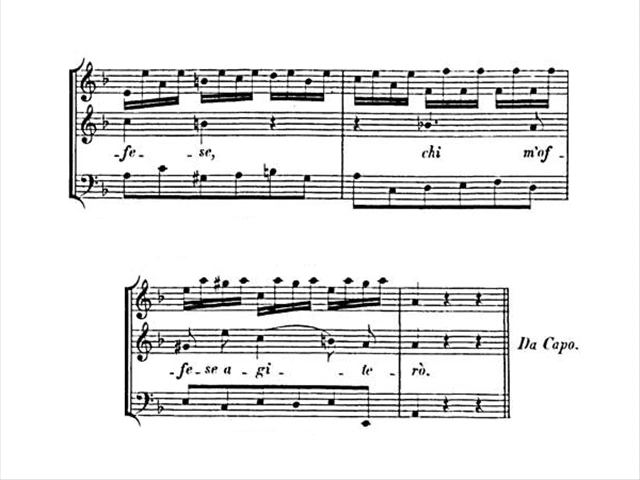 -fe - se, chi m'of-
Da Capo.
-fe - se a - gi - te - rò.